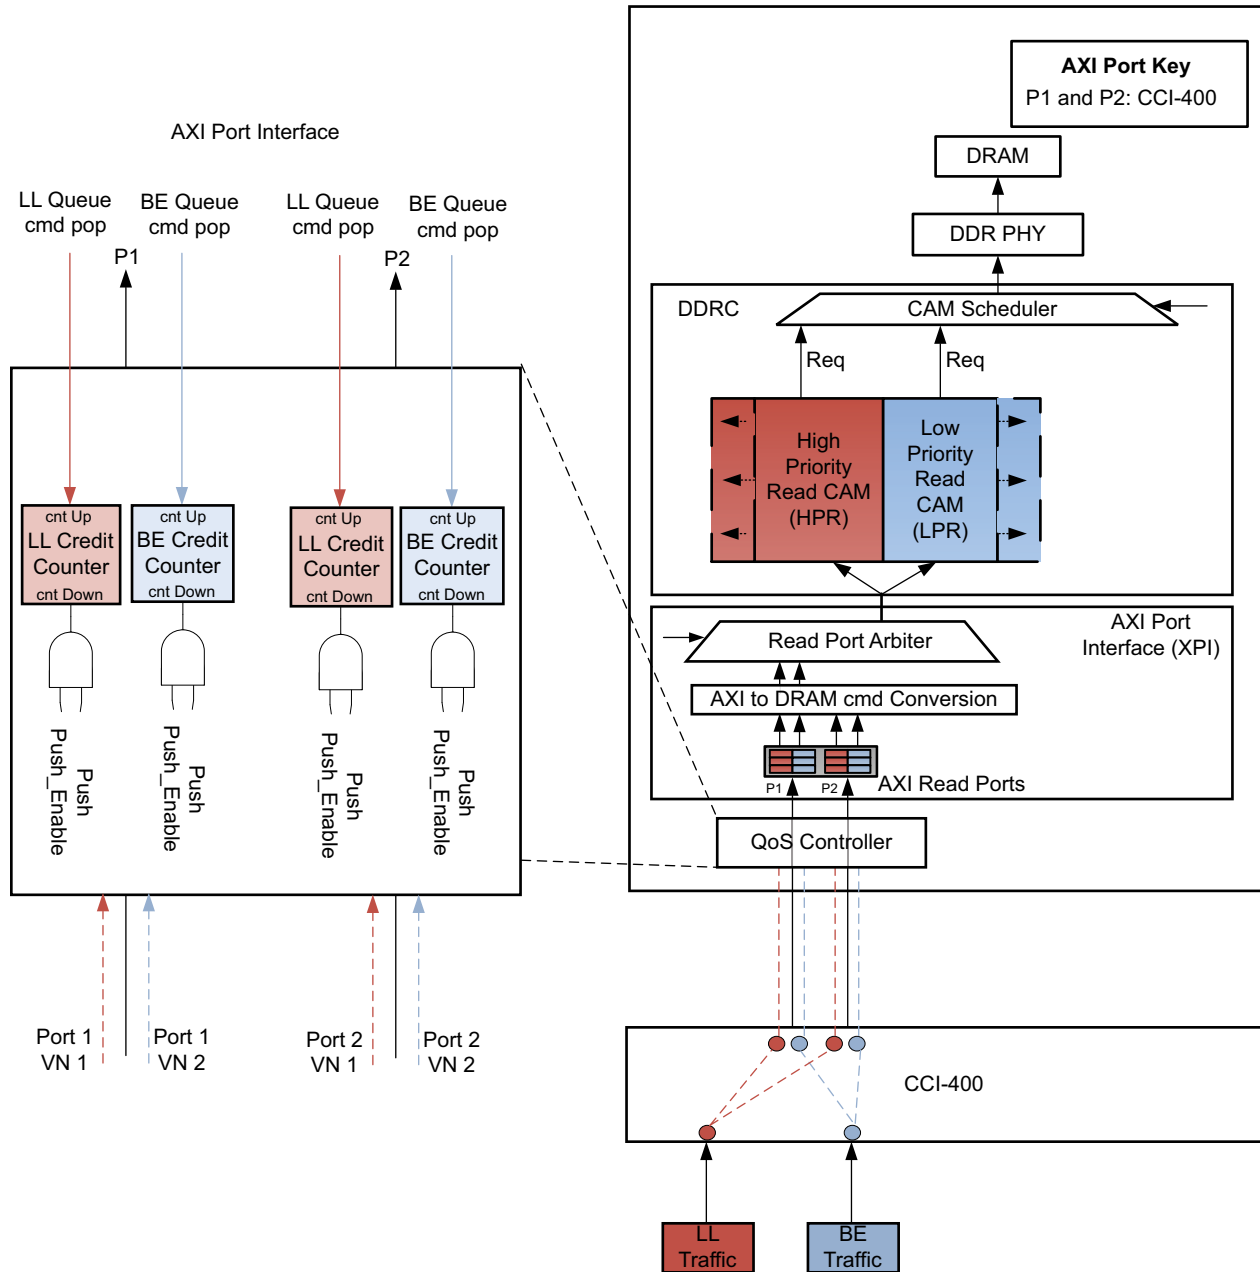 AXI Port Interface
LL Queue
cmd pop
BE Queue
cmd pop
LL Queue
cmd pop
BE Queue
cmd pop
P1
P2
cnt Up
LL Credit
Counter
cnt Down
cnt Up
BE Credit
Counter
cnt Down
cnt Up
LL Credit
Counter
cnt Down
cnt Up
BE Credit
Counter
cnt Down
Push
Push_Enable
Push
Push_Enable
Push
Push_Enable
Push
Push_Enable
Port 1
VN 1
Port 1
VN 2
Port 2
VN 1
Port 2
VN 2
AXI Port Key
P1 and P2: CCI-400
DRAM
DDR PHY
DDRC
CAM Scheduler
Req
Req
High
Priority
Read CAM
(HPR)
Low
Priority
Read
CAM
(LPR)
AXI Port
Interface (XPI)
Read Port Arbiter
AXI to DRAM cmd Conversion
P1
P2
AXI Read Ports
QoS Controller
CCI-400
LL
Traffic
BE
Traffic